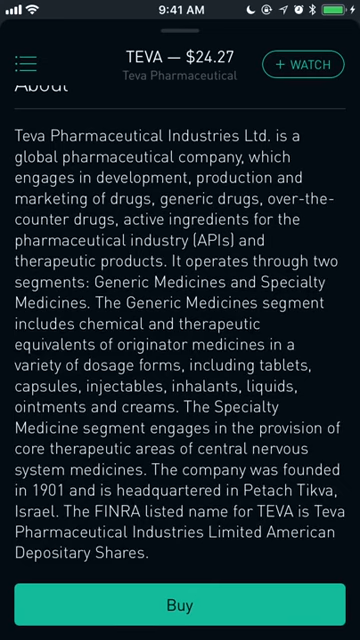 9:41 AM
TEVA — $24.27
Teva Pharmaceutical
+ WATCH
About
Teva Pharmaceutical Industries Ltd. is a
global pharmaceutical company, which
engages in development, production and
marketing of drugs, generic drugs, over-the-
counter drugs, active ingredients for the
pharmaceutical industry (APIs) and
therapeutic products. It operates through two
segments: Generic Medicines and Specialty
Medicines. The Generic Medicines segment
includes chemical and therapeutic
equivalents of originator medicines in a
variety of dosage forms, including tablets,
capsules, injectables, inhalants, liquids,
ointments and creams. The Specialty
Medicine segment engages in the provision of
core therapeutic areas of central nervous
system medicines. The company was founded
in 1901 and is headquartered in Petach Tikva,
Israel. The FINRA listed name for TEVA is Teva
Pharmaceutical Industries Limited American
Depositary Shares.
Buy